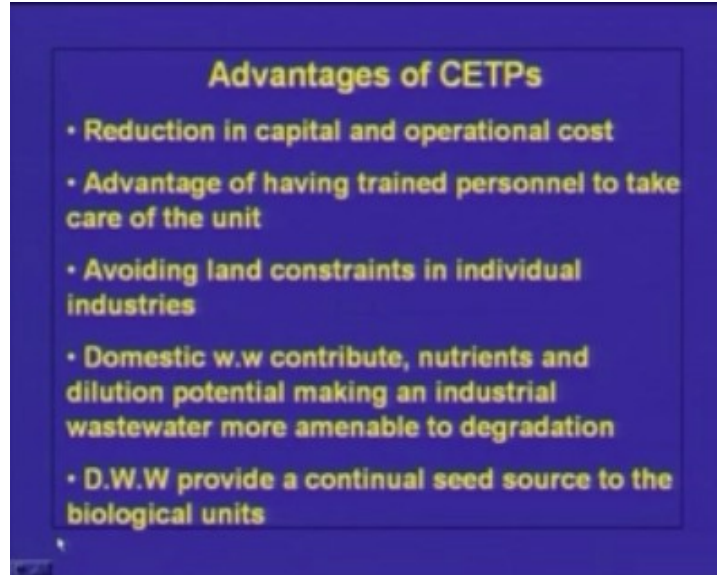 Advantages of CETPs
• Reduction in capital and operational cost
• Advantage of having trained personnel to take
care of the unit
• Avoiding land constraints in individual
industries
• Domestic w.w contribute, nutrients and
dilution potential making an industrial
wastewater more amenable to degradation
• D.W.W provide a continual seed source to the
biological units